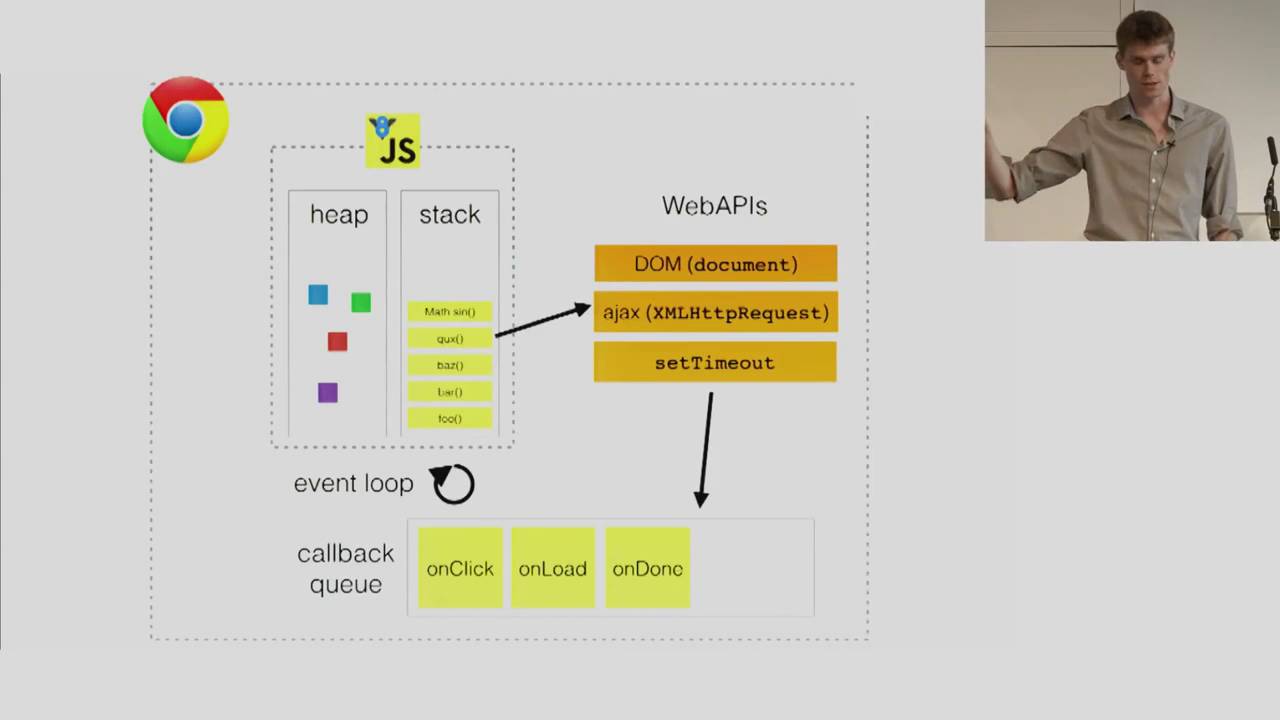 8
JS
heap
stack
WebAPIs
DOM (document)
ajax (XMLHttpRequest)
setTimeout
Math sin()
qux()
baz()
bar()
foo()
event loop
callback
queue
onClick
onLoad
onDone